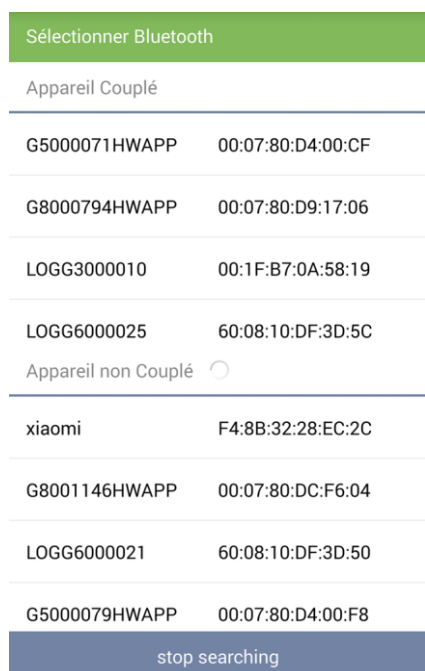 Sélectionner Bluetooth
Appareil Couplé
G5000071HWAPP 00:07:80:D4:00:CF
G8000794HWAPP 00:07:80:D9:17:06
LOGG3000010 00:1F:B7:0A:58:19
LOGG6000025 60:08:10:DF:3D:5C
Appareil non Couplé
xiaomi F4:8B:32:28:EC:2C
G8001146HWAPP 00:07:80:DC:F6:04
LOGG6000021 60:08:10:DF:3D:50
G5000079HWAPP 00:07:80:D4:00:F8
stop searching